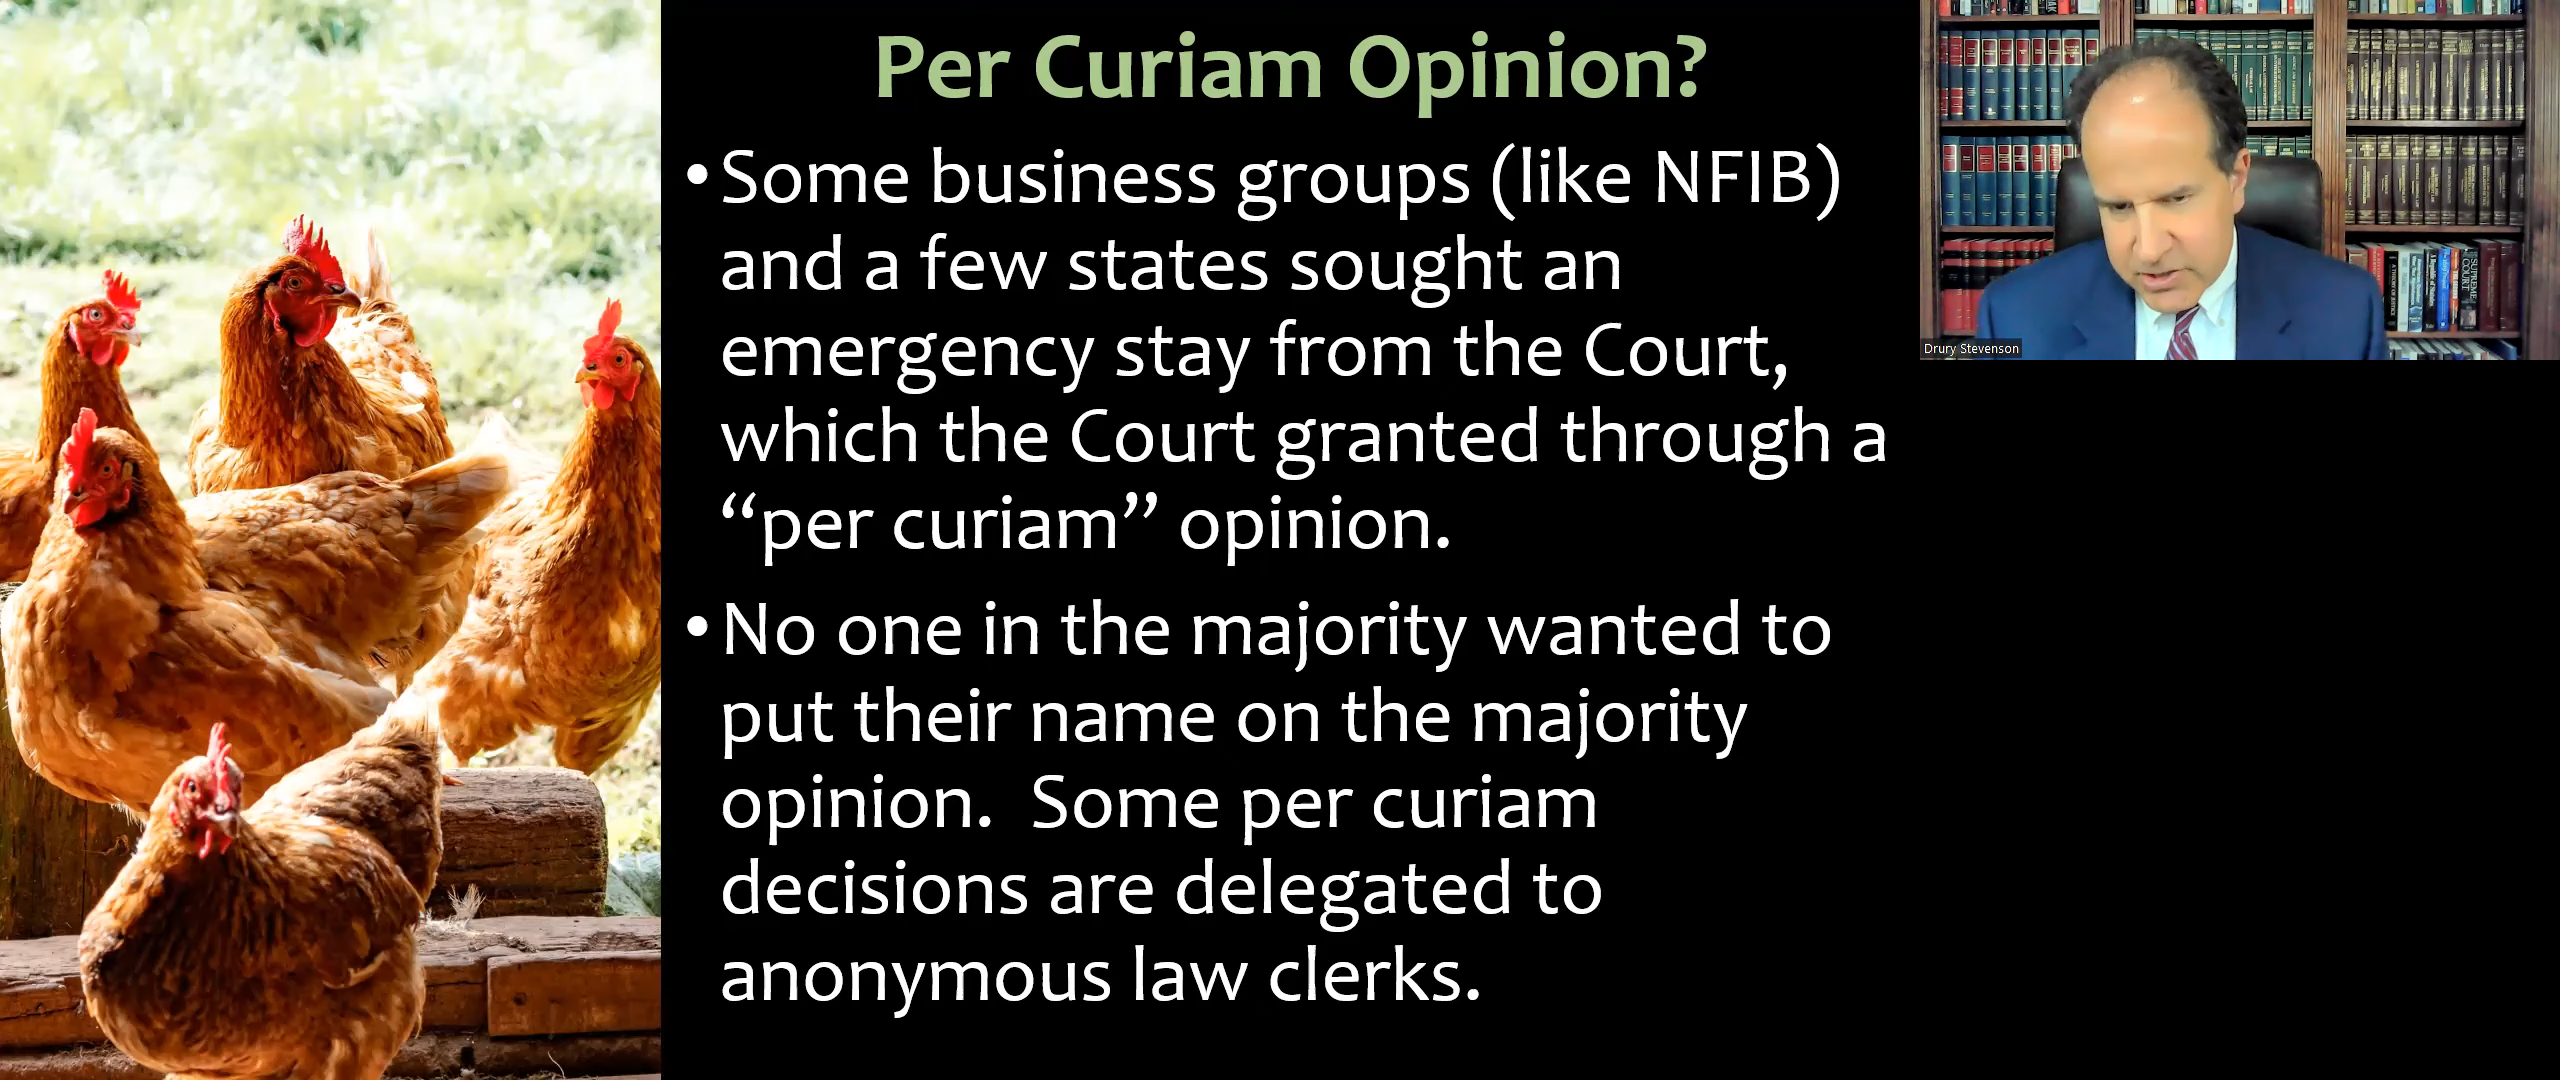 Per Curiam Opinion?
• Some business groups (like NFIB)
and a few states sought an
emergency stay from the Court,
which the Court granted through a
“per curiam” opinion.
• No one in the majority wanted to
put their name on the majority
opinion.  Some per curiam
decisions are delegated to
anonymous law clerks.
Drury Stevenson
SUPREME
COURT